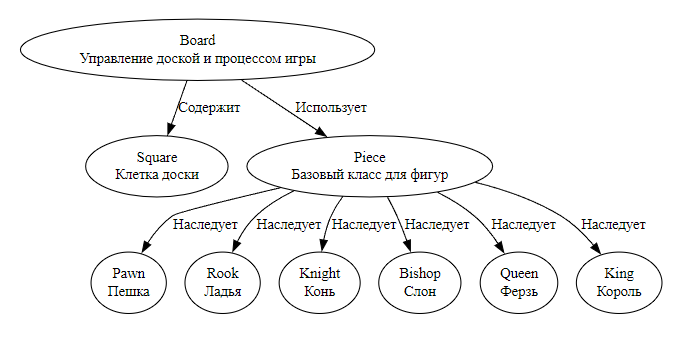 Board
Управление доской и процессом игры
Содержит
Использует
Square
Клетка доски
Piece
Базовый класс для фигур
Наследует
Наследует
Наследует
Наследует
Наследует
Наследует
Pawn
Пешка
Rook
Ладья
Knight
Конь
Bishop
Слон
Queen
Ферзь
King
Король